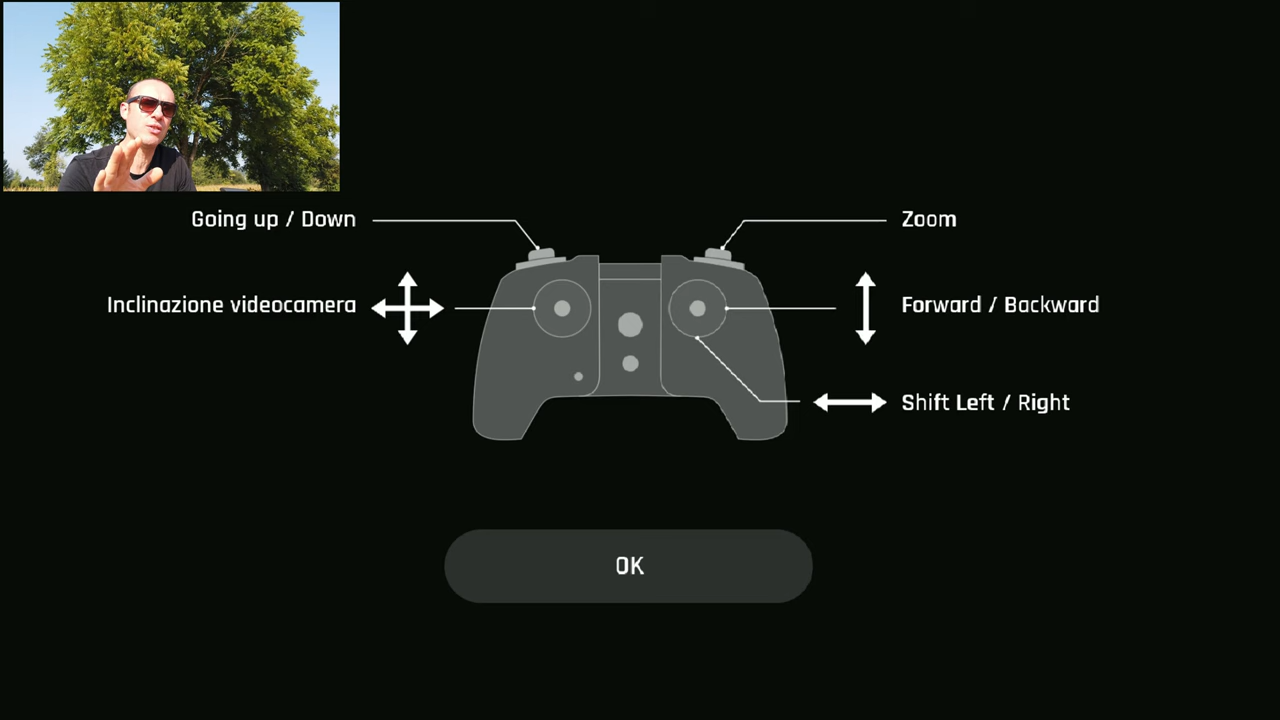 Going up / Down
Zoom
Inclinazione videocamera
Forward / Backward
Shift Left / Right
OK